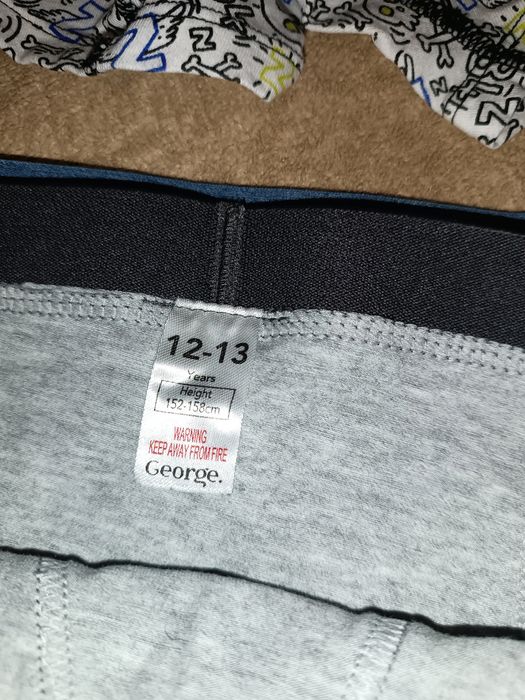 12-13
Years
Height
152-158cm
WARNING
KEEP AWAY FROM FIRE
George.